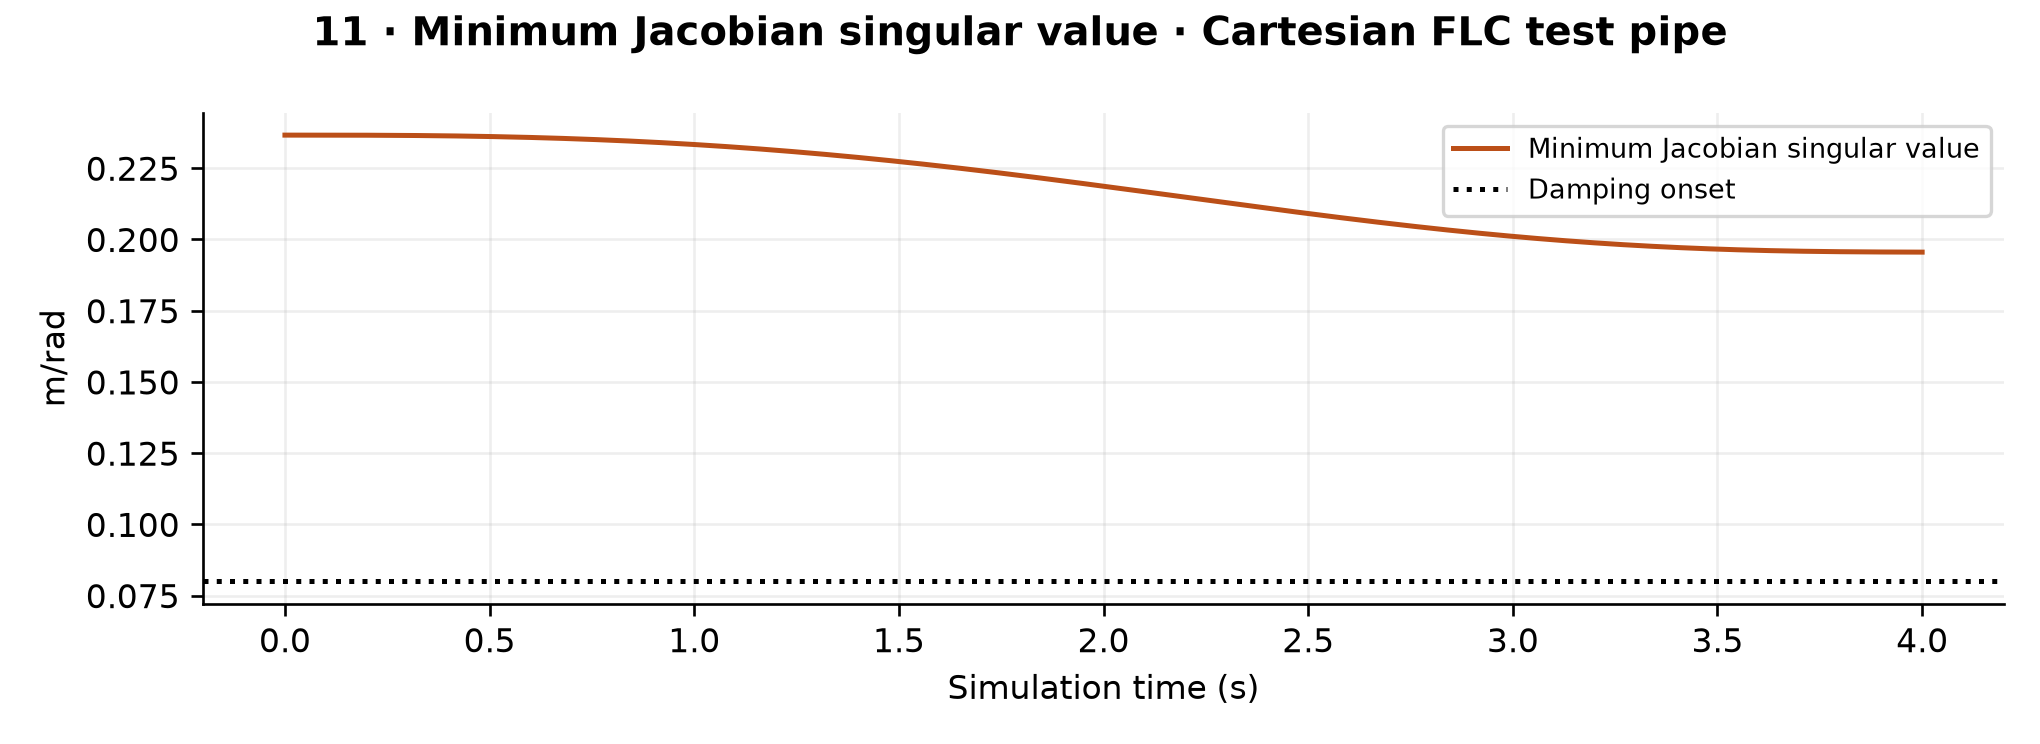 11 · Minimum Jacobian singular value · Cartesian FLC test pipe
Minimum Jacobian singular value
Damping onset
m/rad
0.225
0.200
0.175
0.150
0.125
0.100
0.075
0.0 0.5 1.0 1.5 2.0 2.5 3.0 3.5 4.0
Simulation time (s)